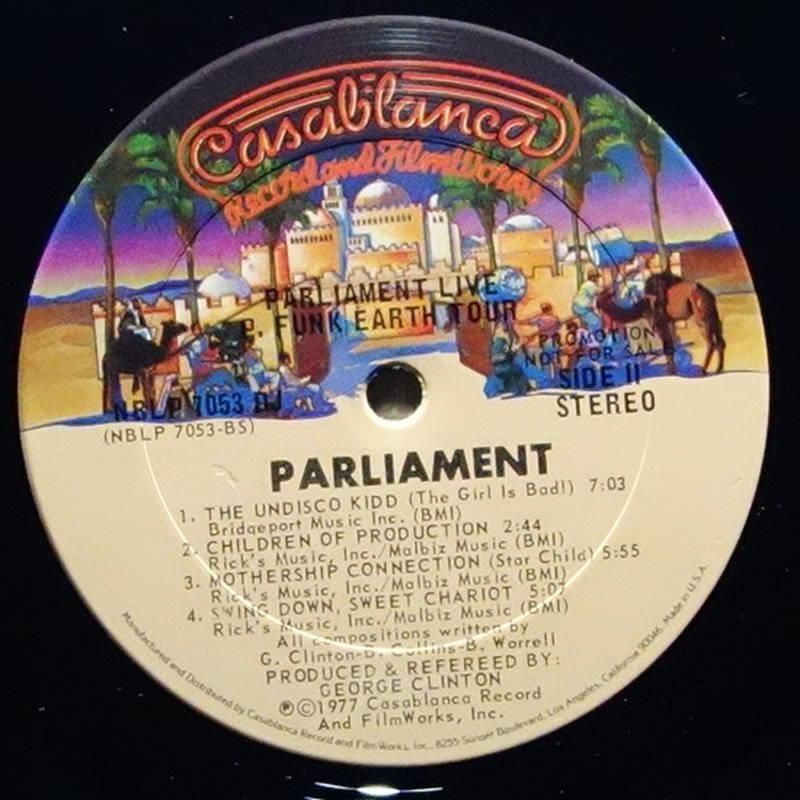 Casablanca
Record and FilmWorks
PARLIAMENT LIVE
P. FUNK EARTH TOUR
PROMOTION
NOT FOR SALE
NBLP 7053 DJ
(NBLP 7053-BS)
SIDE II
STEREO
PARLIAMENT
1. THE UNDISCO KIDD (The Girl Is Bad!) 7:03
Bridgeport Music Inc. (BMI)
2. CHILDREN OF PRODUCTION 2:44
Rick's Music, Inc./Malbiz Music (BMI)
3. MOTHERSHIP CONNECTION (Star Child) 5:55
Rick's Music, Inc./Malbiz Music (BMI)
4. SWING DOWN, SWEET CHARIOT 5:07
Rick's Music, Inc./Malbiz Music (BMI)
All compositions written by
G. Clinton-B. Collins-B. Worrell
PRODUCED & REFEREED BY:
GEORGE CLINTON
℗©1977 Casablanca Record
And FilmWorks, Inc.
Manufactured and Distributed by Casablanca Record and FilmWorks, Inc., 8255 Sunset Boulevard, Los Angeles, California 90046. Made in U.S.A.